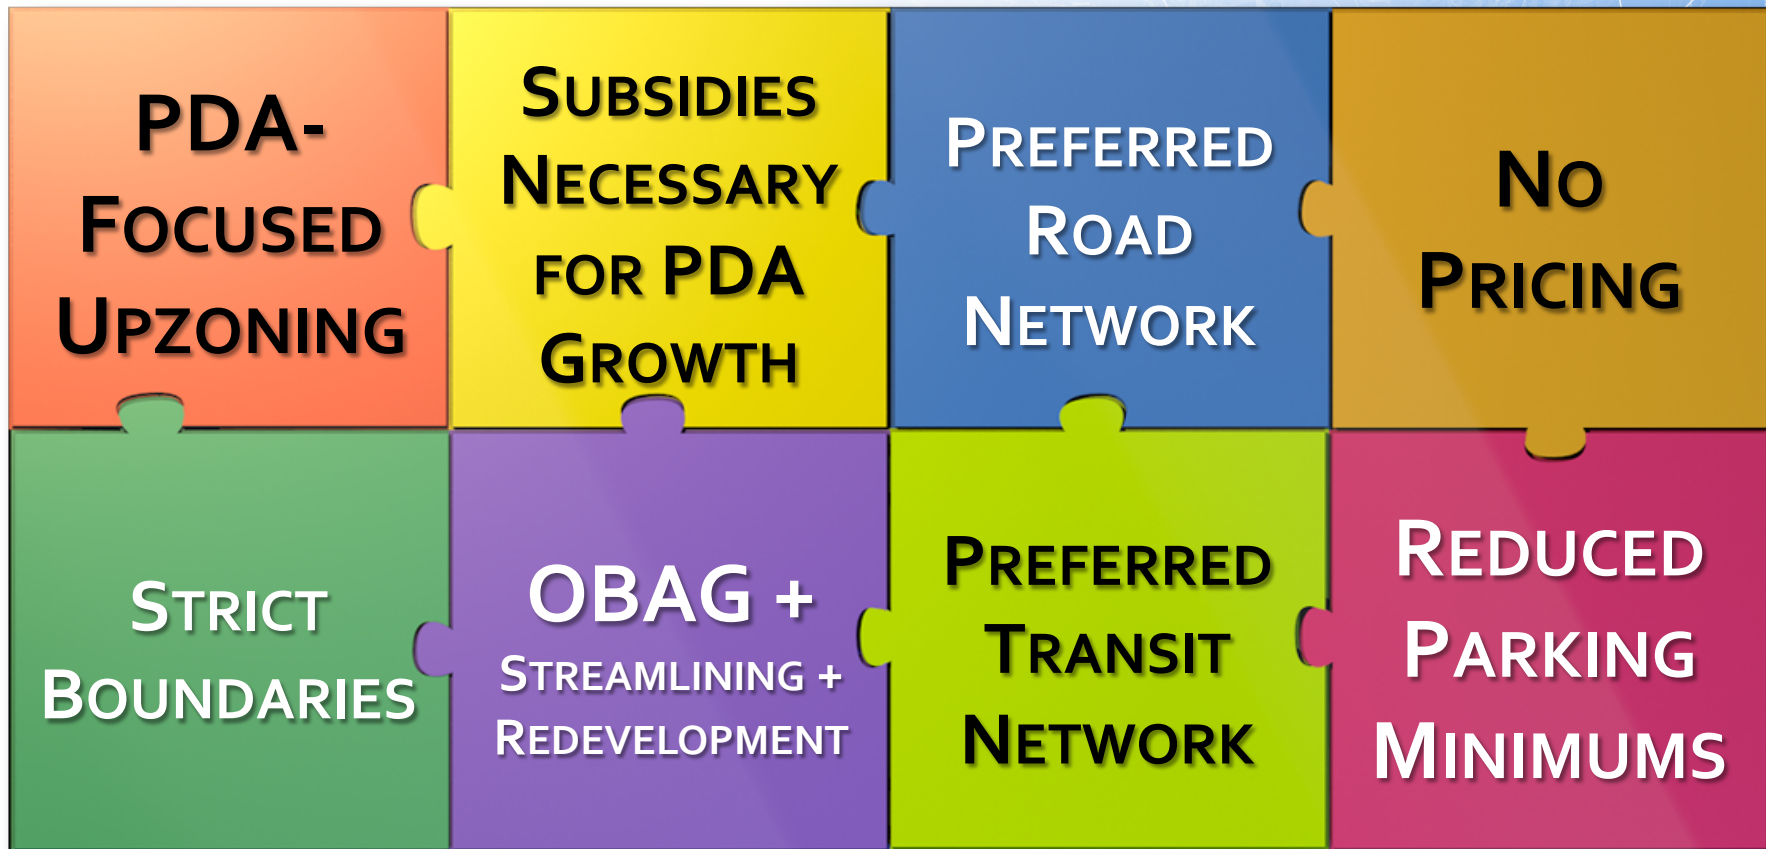 PDA-
FOCUSED
UPZONING
SUBSIDIES
NECESSARY
FOR PDA
GROWTH
PREFERRED
ROAD
NETWORK
NO
PRICING
STRICT
BOUNDARIES
OBAG +
STREAMLINING +
REDEVELOPMENT
PREFERRED
TRANSIT
NETWORK
REDUCED
PARKING
MINIMUMS